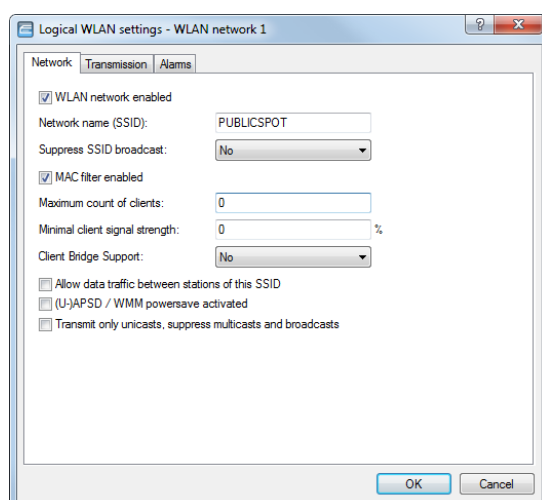 Logical WLAN settings - WLAN network 1
Network Transmission Alarms
WLAN network enabled
Network name (SSID): PUBLICSPOT
Suppress SSID broadcast: No
MAC filter enabled
Maximum count of clients: 0
Minimal client signal strength: 0 %
Client Bridge Support: No
Allow data traffic between stations of this SSID
(U-)APSD / WMM powersave activated
Transmit only unicasts, suppress multicasts and broadcasts
OK Cancel